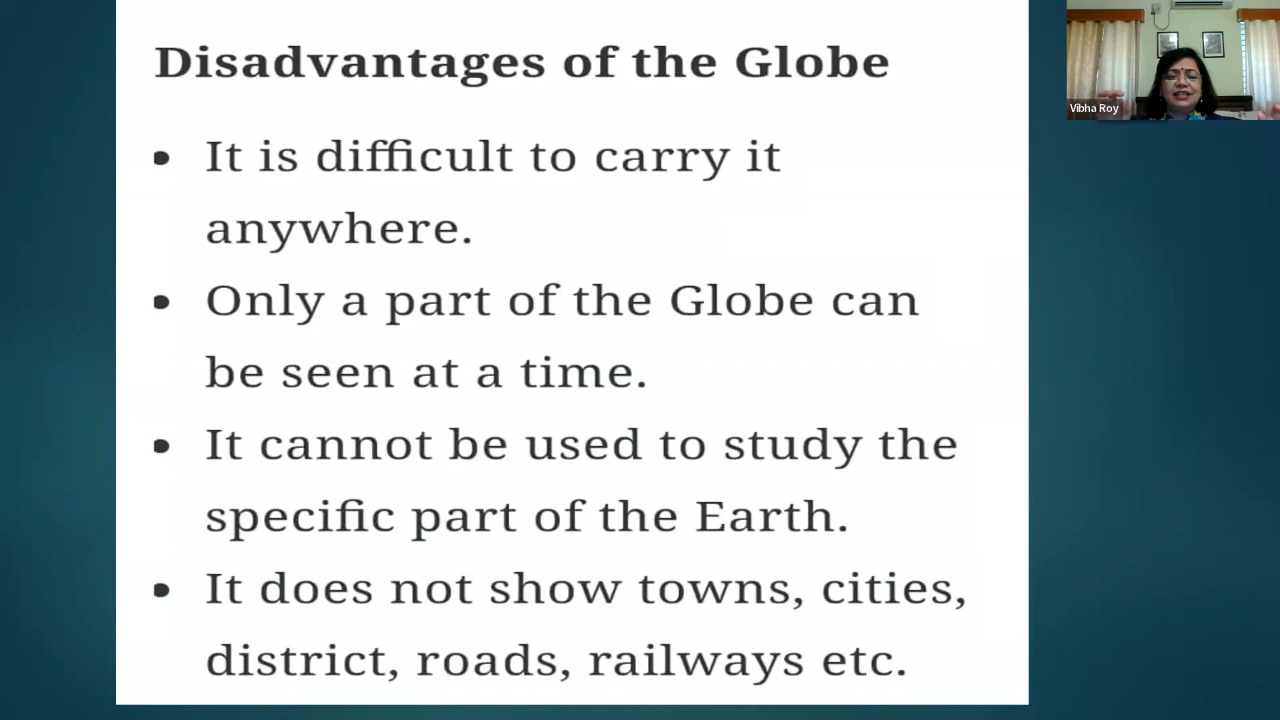 Disadvantages of the Globe
• It is difficult to carry it
anywhere.
• Only a part of the Globe can
be seen at a time.
• It cannot be used to study the
specific part of the Earth.
• It does not show towns, cities,
district, roads, railways etc.
Vibha Roy